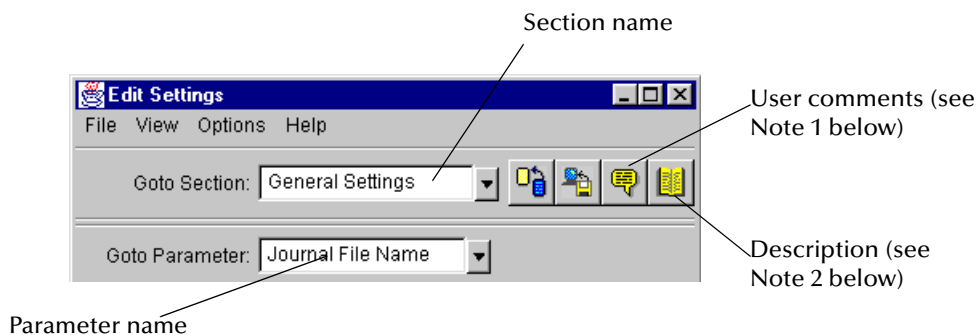 Section name
Edit Settings
File View Options Help
User comments (see
Note 1 below)
Goto Section: General Settings
Goto Parameter: Journal File Name
Description (see
Note 2 below)
Parameter name